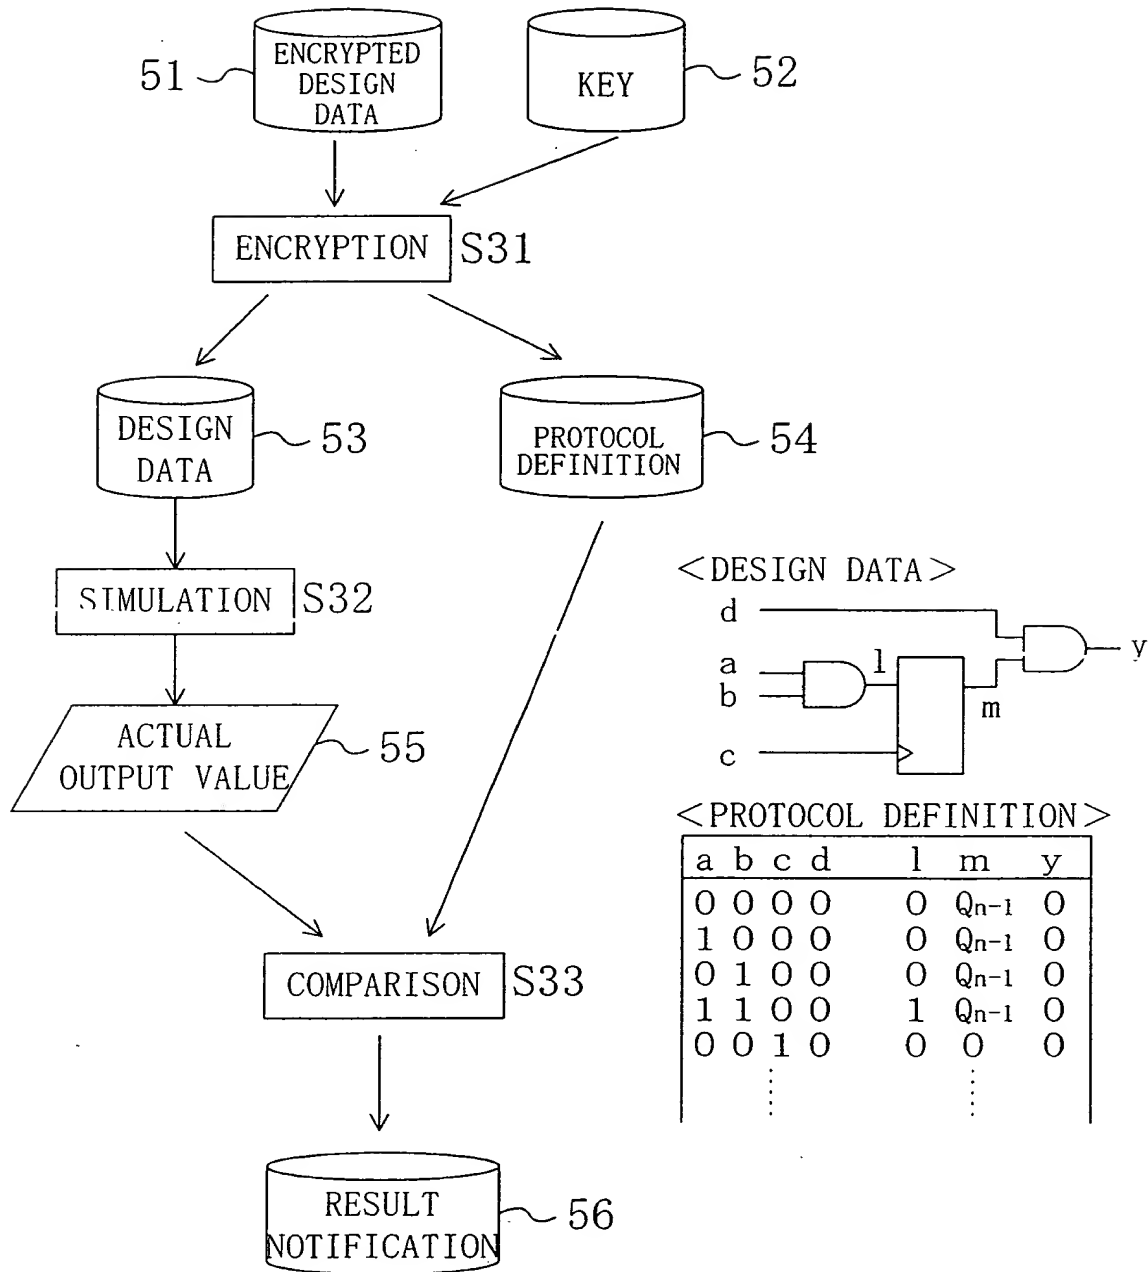 51
ENCRYPTED
DESIGN
DATA
KEY
52
ENCRYPTION
S31
DESIGN
DATA
53
PROTOCOL
DEFINITION
54
SIMULATION
S32
ACTUAL
OUTPUT VALUE
55
COMPARISON
S33
RESULT
NOTIFICATION
56
<DESIGN DATA>
d
a
b
c
l
m
y
<PROTOCOL DEFINITION>
a b c d l m y
0 0 0 0 0 Qn-1 0
1 0 0 0 0 Qn-1 0
0 1 0 0 0 Qn-1 0
1 1 0 0 1 Qn-1 0
0 0 1 0 0 0 0